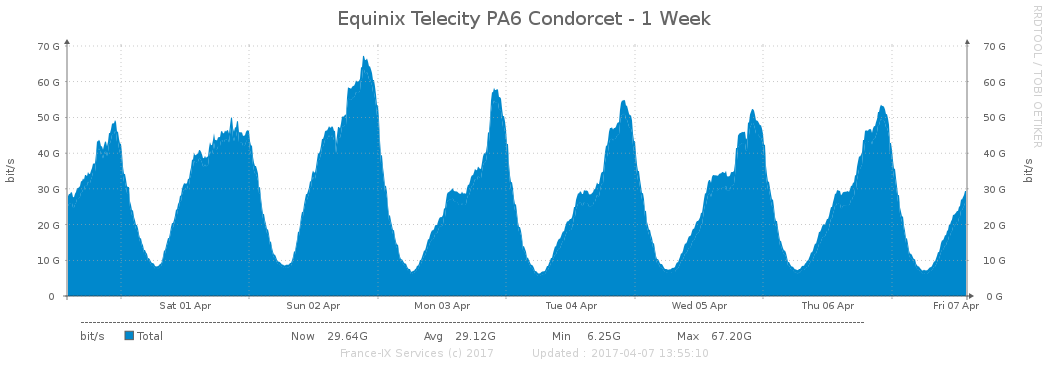 Equinix Telecity PA6 Condorcet - 1 Week
RRDTOOL / TOBI OETIKER
70 G 70 G
60 G 60 G
50 G 50 G
40 G 40 G
30 G 30 G
20 G 20 G
10 G 10 G
0 0 G
bit/s
bit/s
Sat 01 Apr Sun 02 Apr Mon 03 Apr Tue 04 Apr Wed 05 Apr Thu 06 Apr Fri 07 Apr
bit/s Total Now 29.64G Avg 29.12G Min 6.25G Max 67.20G
France-IX Services (c) 2017 Updated : 2017-04-07 13:55:10